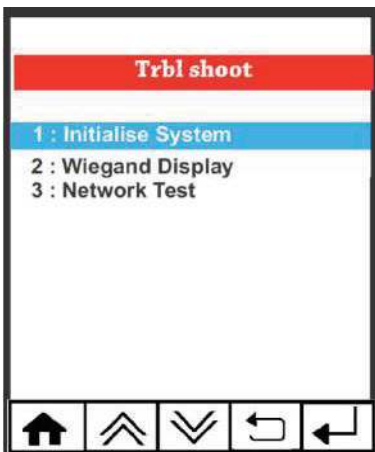 Trbl shoot
1 : Initialise System
2 : Wiegand Display
3 : Network Test